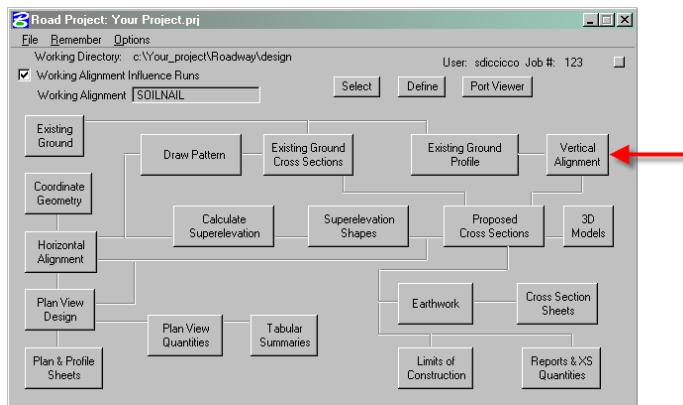 Road Project: Your Project.prj
File Remember Options
Working Directory: c:\Your_project\Roadway\design
User: sdiccicco Job #: 123
Working Alignment Influence Runs
Working Alignment SOILNAIL
Select
Define
Port Viewer
Existing
Ground
Draw Pattern
Existing Ground
Cross Sections
Existing Ground
Profile
Vertical
Alignment
Coordinate
Geometry
Calculate
Superelevation
Superelevation
Shapes
Proposed
Cross Sections
3D
Models
Horizontal
Alignment
Plan View
Design
Earthwork
Cross Section
Sheets
Plan View
Quantities
Tabular
Summaries
Plan & Profile
Sheets
Limits of
Construction
Reports & XS
Quantities